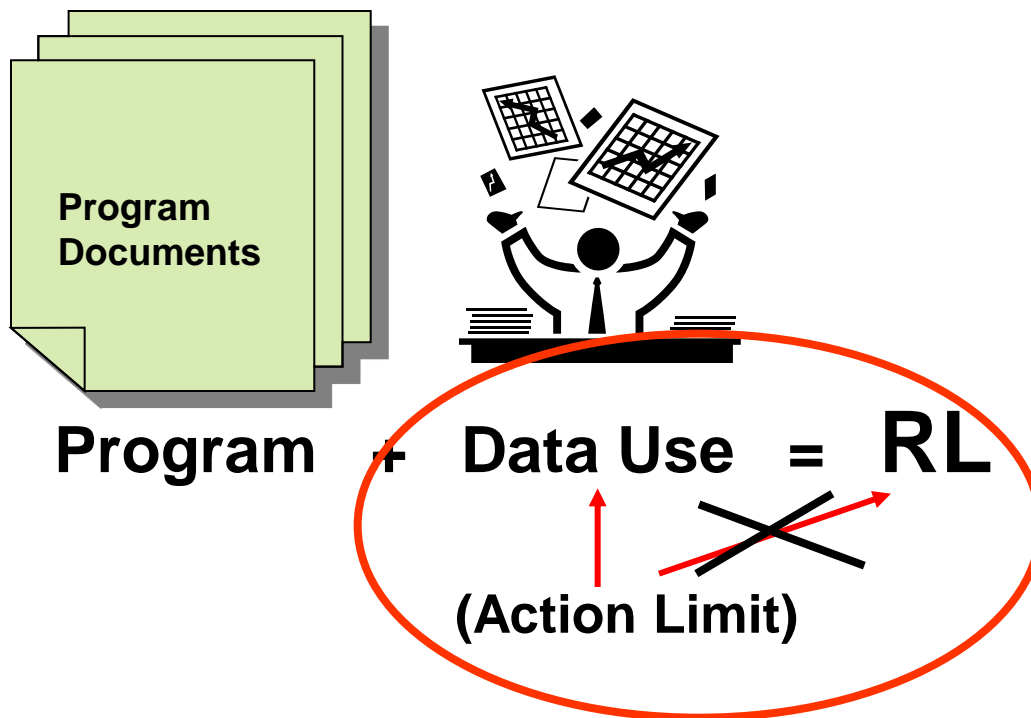 Program
Documents
Program + Data Use = RL
(Action Limit)